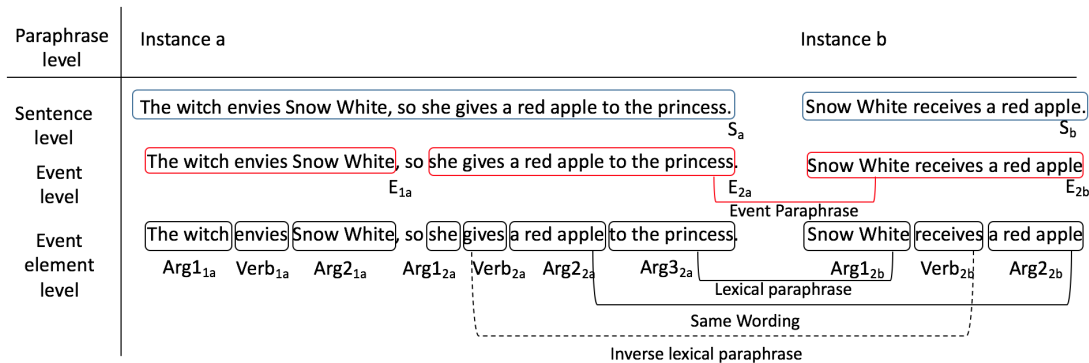 Paraphrase level Instance a Instance b
Sentence level The witch envies Snow White, so she gives a red apple to the princess. Snow White receives a red apple.
Sa Sb
Event level The witch envies Snow White, so she gives a red apple to the princess. Snow White receives a red apple
E1a E2a E2b
Event Paraphrase
Event element level The witch envies Snow White, so she gives a red apple to the princess. Snow White receives a red apple
Arg11a Verb1a Arg21a Arg12a Verb2a Arg22a Arg32a Arg12b Verb2b Arg22b
Lexical paraphrase
Same Wording
Inverse lexical paraphrase